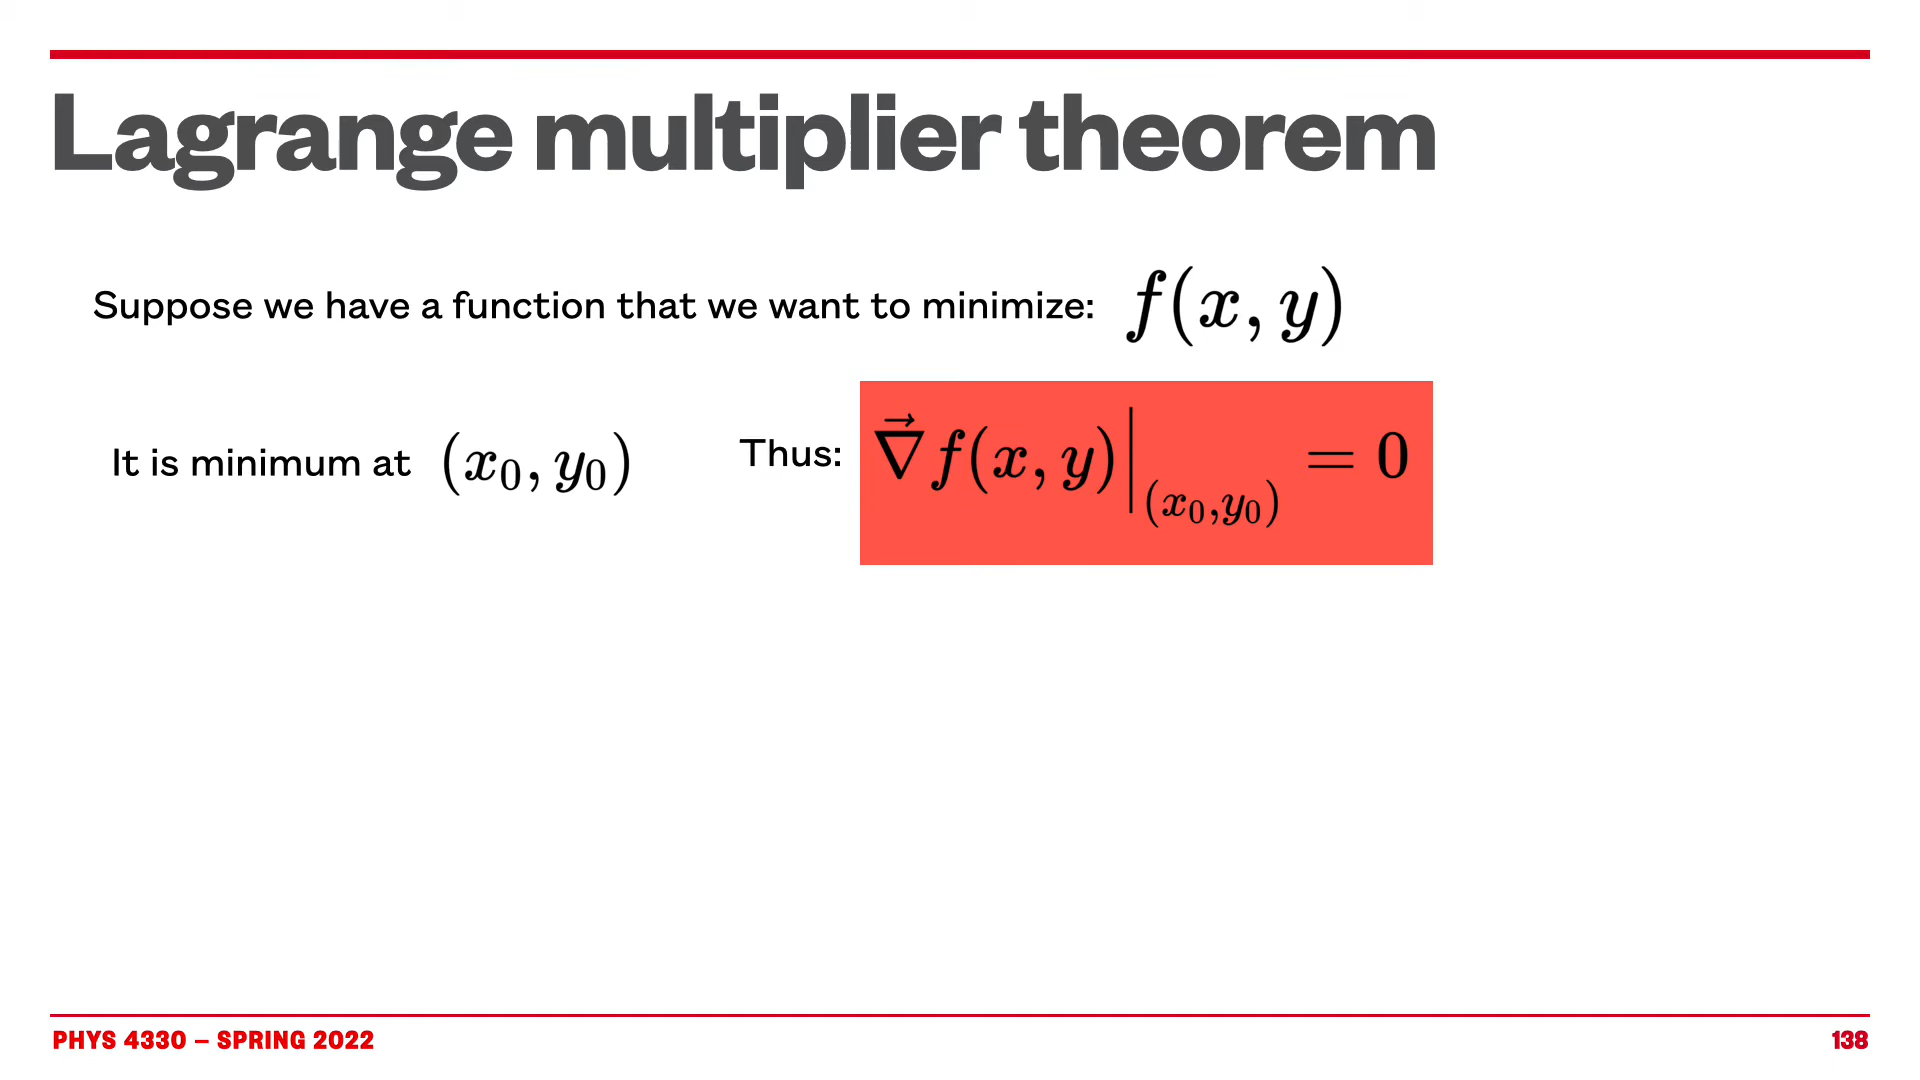 Lagrange multiplier theorem
Suppose we have a function that we want to minimize: f(x, y)
It is minimum at (x₀, y₀) Thus: ∇⃗f(x, y)|₍ₓ₀,y₀₎ = 0
PHYS 4330 – SPRING 2022 138